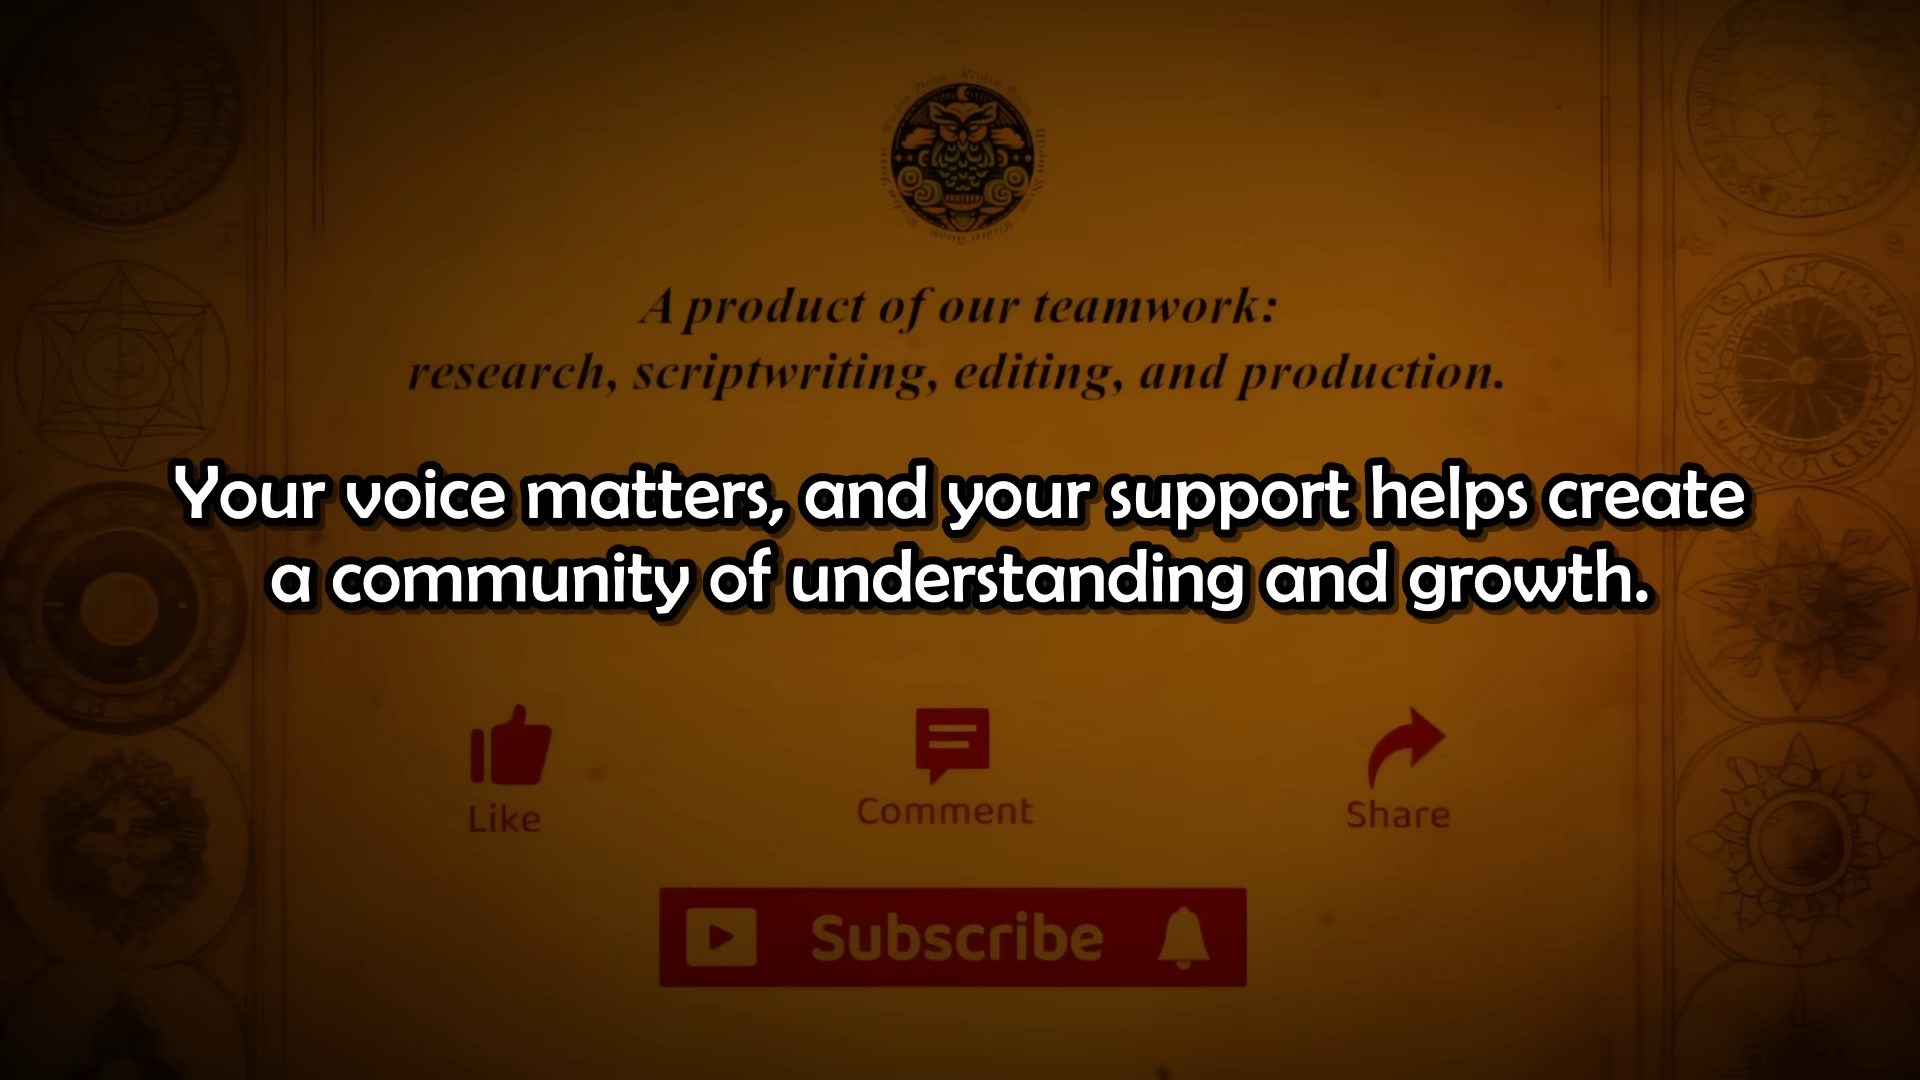 A product of our teamwork:
research, scriptwriting, editing, and production.
Your voice matters, and your support helps create
a community of understanding and growth.
Like
Comment
Share
Subscribe